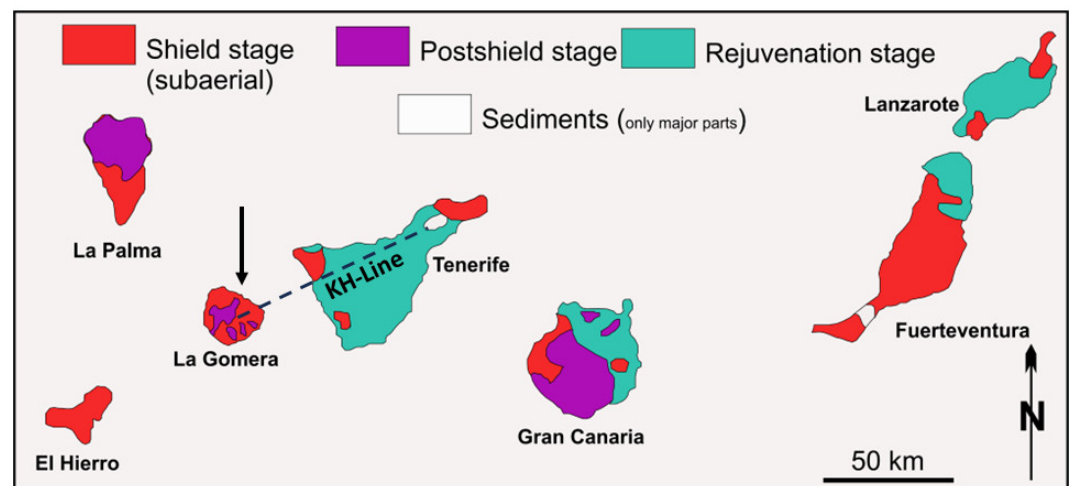 Shield stage
(subaerial)
Postshield stage
Rejuvenation stage
Sediments (only major parts)
Lanzarote
La Palma
KH-Line
Tenerife
La Gomera
Fuerteventura
Gran Canaria
El Hierro
N
50 km